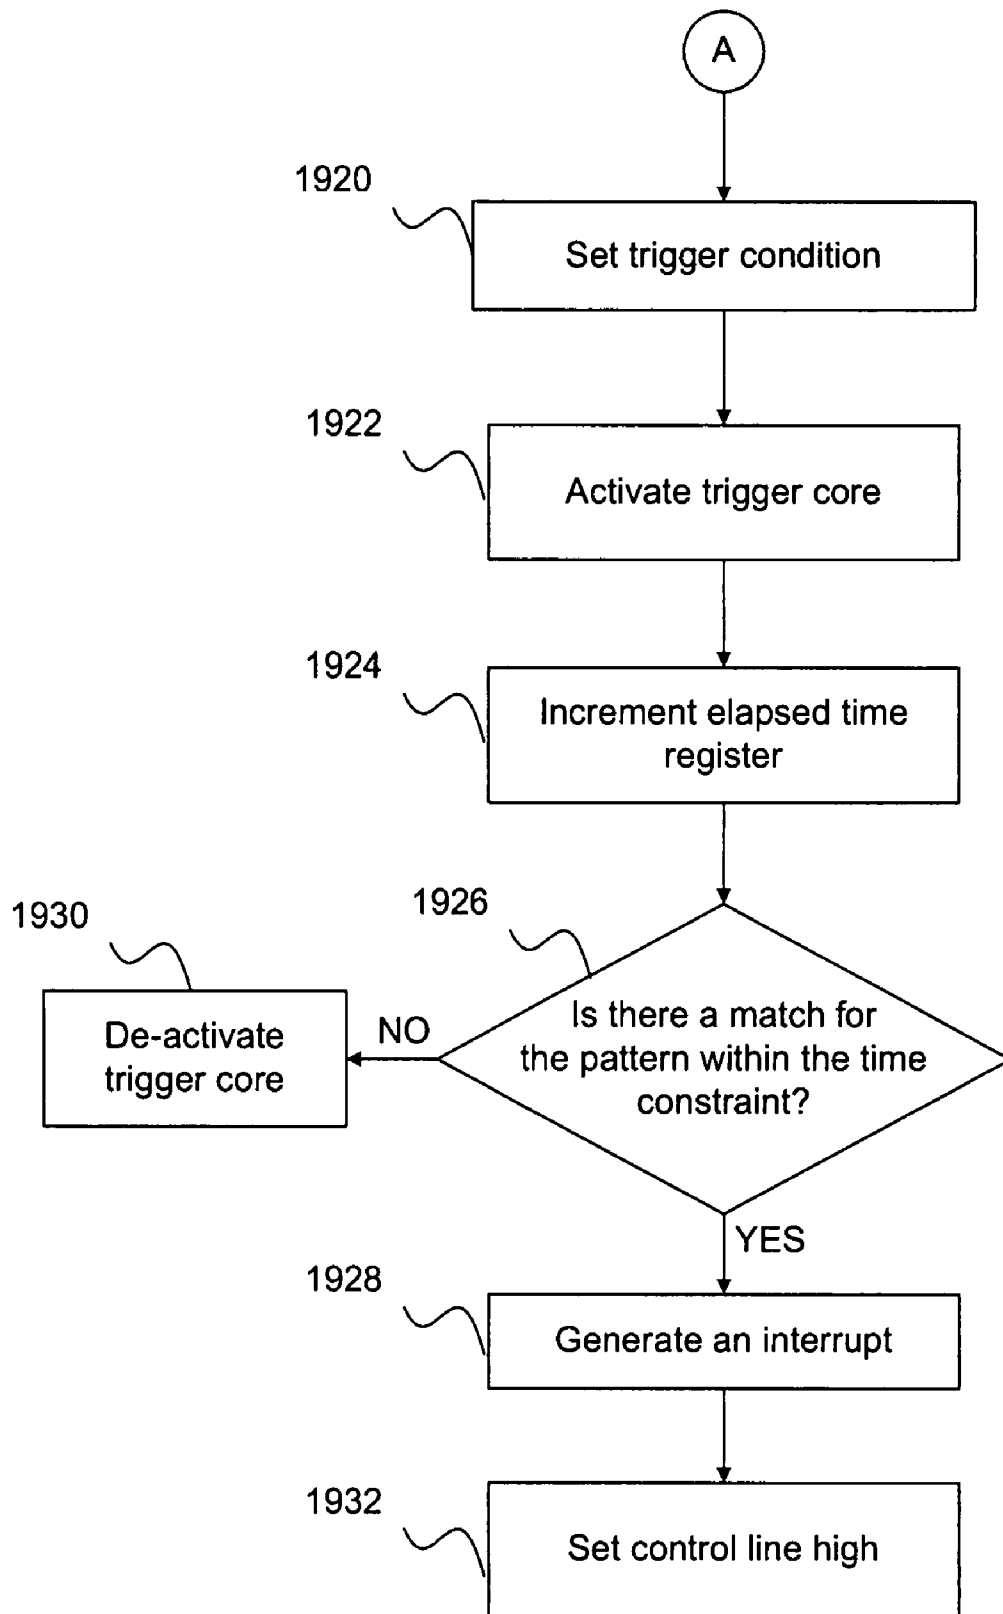 A
1920
Set trigger condition
1922
Activate trigger core
1924
Increment elapsed time
register
1926
Is there a match for
the pattern within the time
constraint?
1930
De-activate
trigger core
NO
YES
1928
Generate an interrupt
1932
Set control line high